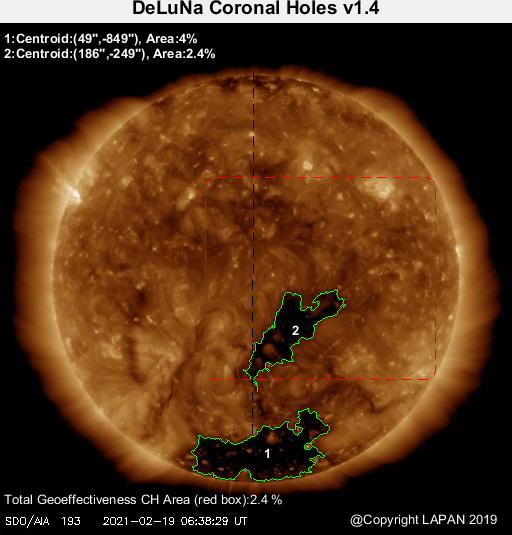 DeLuNa Coronal Holes v1.4
1:Centroid:(49",-849"), Area:4%
2:Centroid:(186",-249"), Area:2.4%
2
1
Total Geoeffectiveness CH Area (red box):2.4 %
SDO/AIA 193 2021-02-19 06:38:29 UT
@Copyright LAPAN 2019